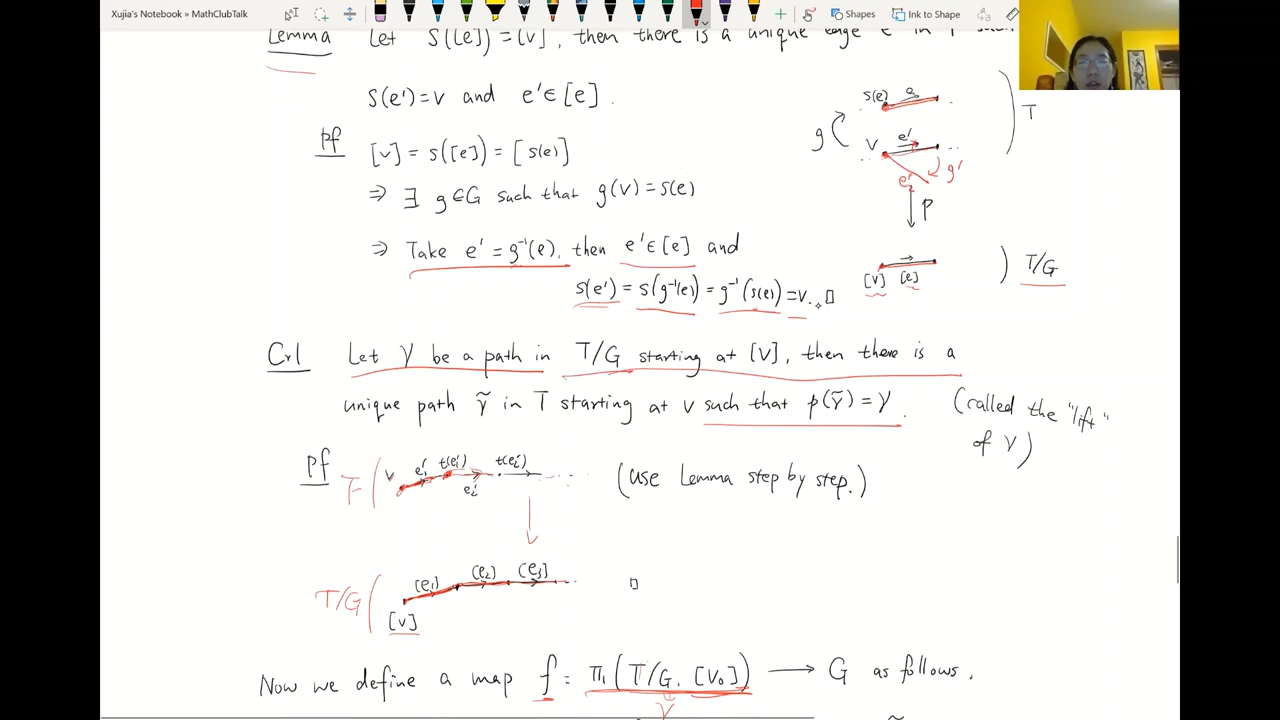 Xujia's Notebook » MathClubTalk
Shapes
Ink to Shape
Lemma Let S([e]) = [v], then there is a unique edge e' in T such
S(e') = v and e' ∈ [e].
pf [v] = s([e]) = [s(e)]
⇒ ∃ g ∈ G such that g(v) = s(e)
⇒ Take e' = g⁻¹(e), then e' ∈ [e] and
s(e') = s(g⁻¹(e)) = g⁻¹(s(e)) = v. □
s(e) e
g
v e'
e'₂ g'
T
P
[v] [e]
T/G
Crl Let γ be a path in T/G starting at [v], then there is a
unique path γ̃ in T starting at v such that p(γ̃) = γ.
(called the "lift"
of γ)
pf T
v e₁' t(e₁') e₂' t(e₂')
(use Lemma step by step.)
T/G
[e₁] [e₂] [e₃] □
[v]
Now we define a map f: π₁(T/G, [v₀]) → G as follows.
γ